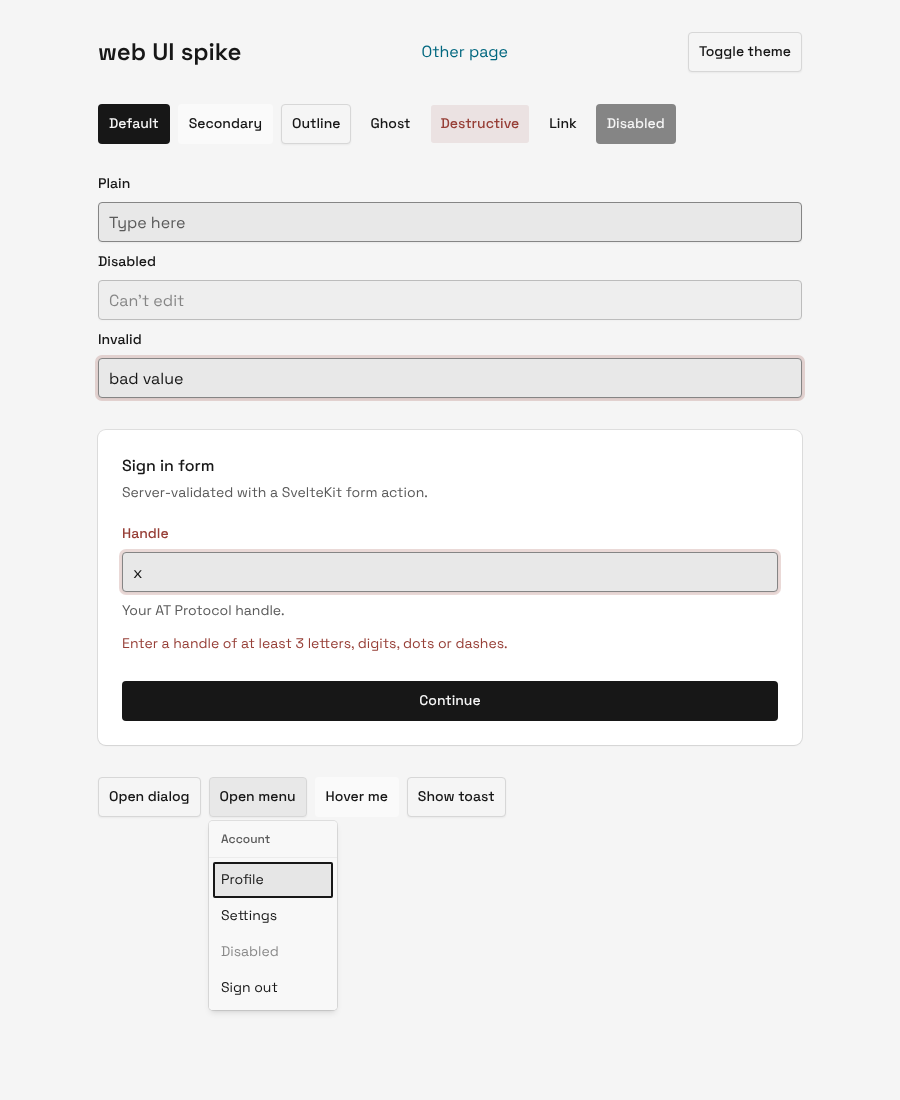 web UI spike
Other page
Toggle theme
Default
Secondary
Outline
Ghost
Destructive
Link
Disabled
Plain
Type here
Disabled
Can't edit
Invalid
bad value
Sign in form
Server-validated with a SvelteKit form action.
Handle
x
Your AT Protocol handle.
Enter a handle of at least 3 letters, digits, dots or dashes.
Continue
Open dialog
Open menu
Hover me
Show toast
Account
Profile
Settings
Disabled
Sign out